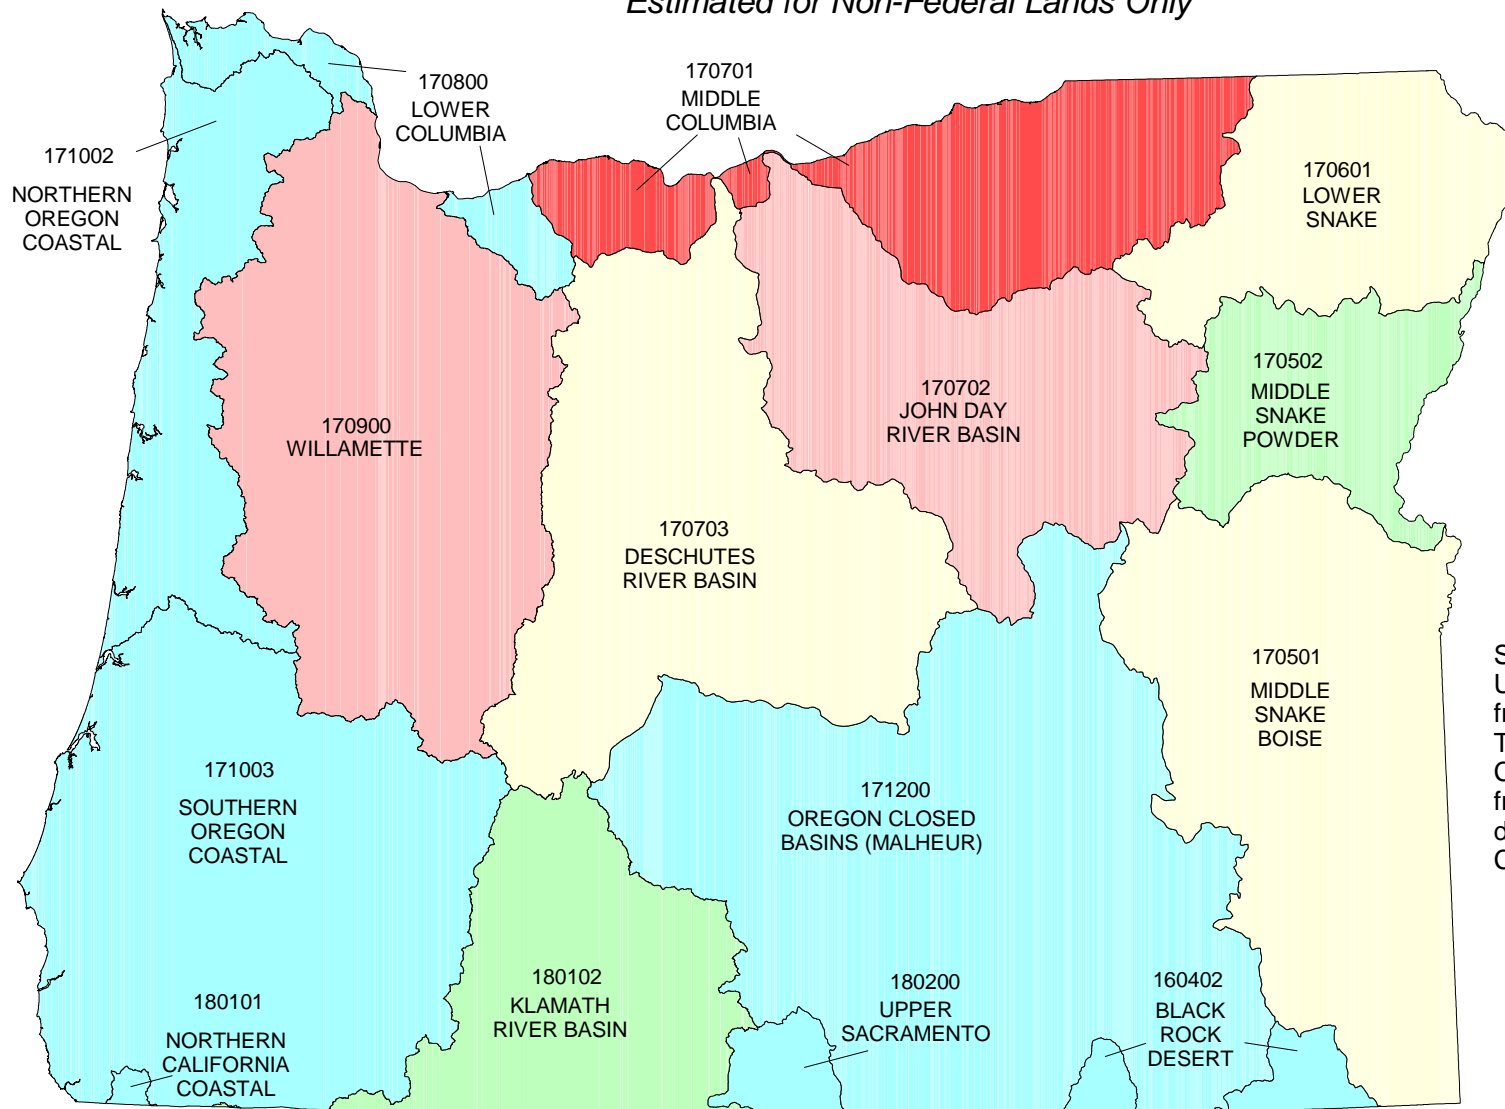 Estimated for Non-Federal Lands Only
170800
LOWER
COLUMBIA
170701
MIDDLE
COLUMBIA
171002
NORTHERN
OREGON
COASTAL
170601
LOWER
SNAKE
170502
MIDDLE
SNAKE
POWDER
170702
JOHN DAY
RIVER BASIN
170900
WILLAMETTE
170703
DESCHUTES
RIVER BASIN
170501
MIDDLE
SNAKE
BOISE
171003
SOUTHERN
OREGON
COASTAL
171200
OREGON CLOSED
BASINS (MALHEUR)
180102
KLAMATH
RIVER BASIN
180200
UPPER
SACRAMENTO
160402
BLACK
ROCK
DESERT
180101
NORTHERN
CALIFORNIA
COASTAL